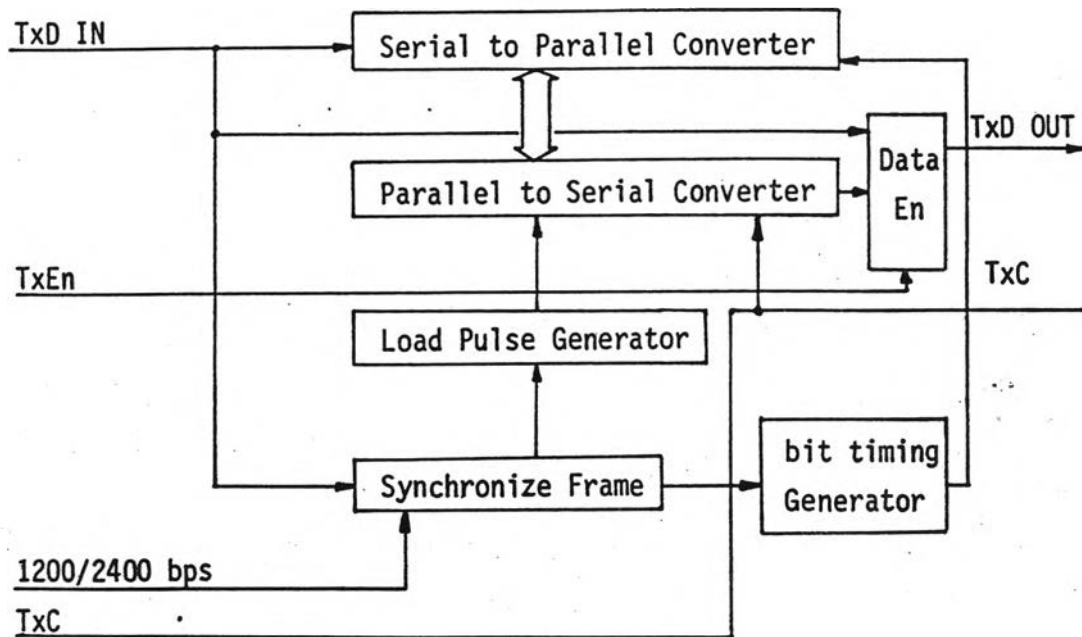 TxD IN
Serial to Parallel Converter
TxD OUT
Data
En
Parallel to Serial Converter
TxEn
TxC
Load Pulse Generator
bit timing
Generator
Synchronize Frame
1200/2400 bps
TxC